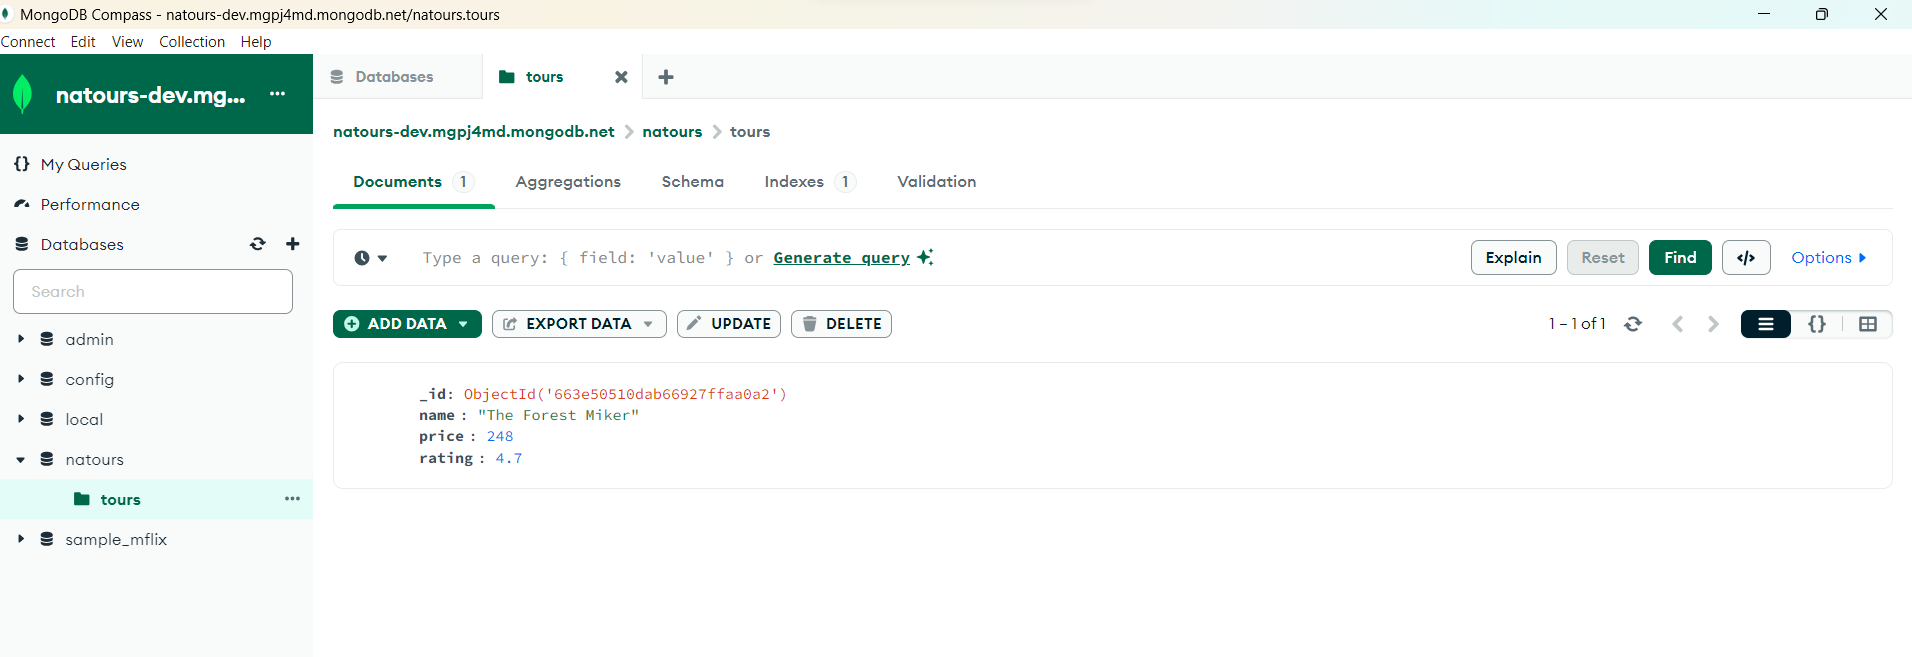 MongoDB Compass - natours-dev.mgpj4md.mongodb.net/natours.tours
Connect Edit View Collection Help
natours-dev.mg...
Databases
tours
natours-dev.mgpj4md.mongodb.net
natours
tours
My Queries
Performance
Databases
Search
admin
config
local
natours
tours
sample_mflix
Documents 1
Aggregations
Schema
Indexes 1
Validation
Type a query: { field: 'value' } or Generate query
Explain
Reset
Find
</>
Options
ADD DATA
EXPORT DATA
UPDATE
DELETE
1 – 1 of 1
_id: ObjectId('663e50510dab66927ffaa0a2')
name : "The Forest Miker"
price : 248
rating : 4.7